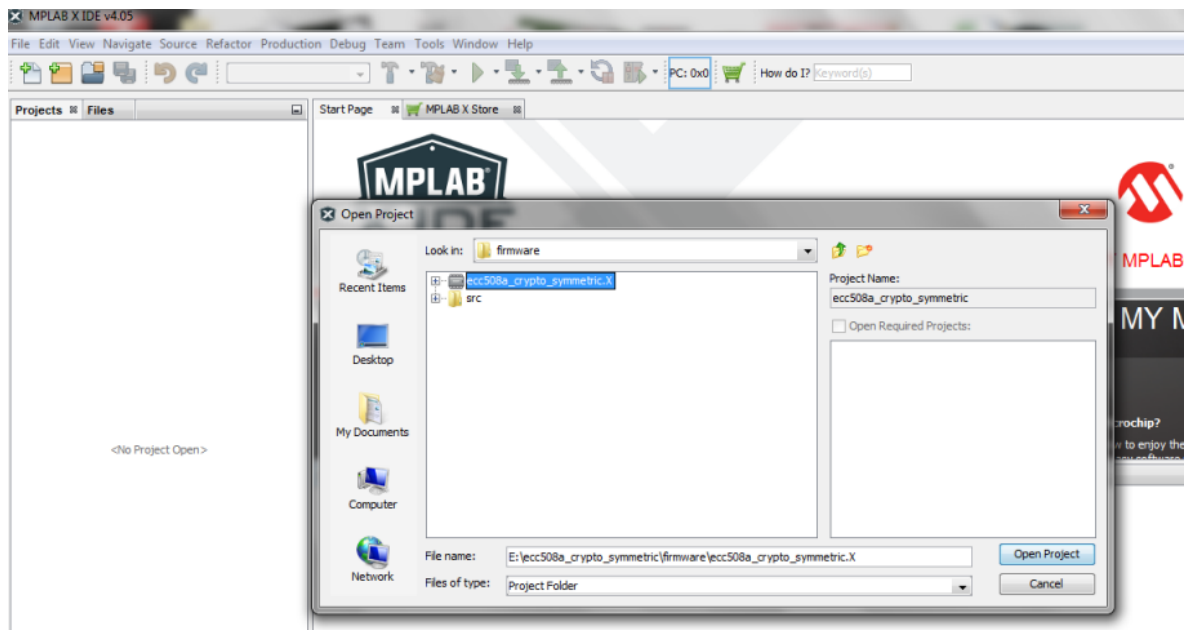 MPLAB X IDE v4.05
File Edit View Navigate Source Refactor Production Debug Team Tools Window Help
PC: 0x0 How do I? Keyword(s)
Projects Files
Start Page MPLAB X Store
MPLAB
IDE
Open Project
Look in: firmware
Recent Items
Desktop
My Documents
Computer
Network
ecc508a_crypto_symmetric.X
src
Project Name:
ecc508a_crypto_symmetric
Open Required Projects:
File name: E:\ecc508a_crypto_symmetric\firmware\ecc508a_crypto_symmetric.X
Files of type: Project Folder
Open Project
Cancel
<No Project Open>
MPLAB
MY
rochip?
to enjoy the